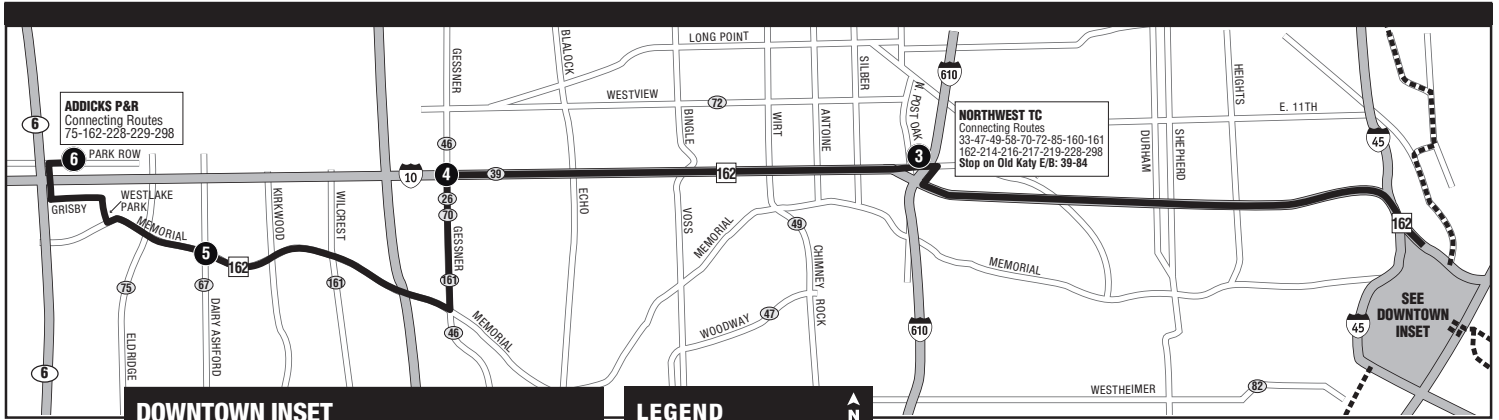 GESSNER
BLALOCK
LONG POINT
SILBER
610
N. POST OAK
HEIGHTS
E. 11TH
WESTVIEW
72
ADDICKS P&R
Connecting Routes
75-162-228-229-298
6
BINGLE
WIRT
ANTOINE
NORTHWEST TC
Connecting Routes
33-47-49-58-70-72-85-160-161
162-214-216-217-219-228-298
Stop on Old Katy E/B: 39-84
DURHAM
SHEPHERD
45
46
6
PARK ROW
3
10
4
39
162
GRISBY
WESTLAKE
PARK
KIRKWOOD
WILCREST
26
70
ECHO
VOSS
MEMORIAL
49
162
MEMORIAL
5
162
GESSNER
CHIMNEY ROCK
MEMORIAL
75
67
161
161
ELDRIDGE
DAIRY ASHFORD
46
MEMORIAL
WOODWAY
47
610
45
SEE
DOWNTOWN
INSET
6
WESTHEIMER
82
DOWNTOWN INSET
LEGEND
N